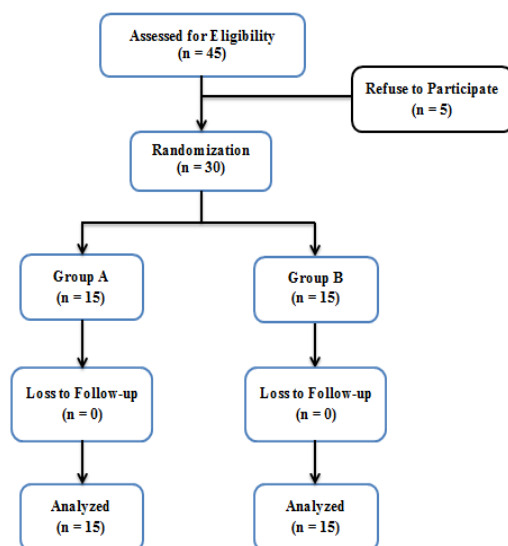 Assessed for Eligibility
(n = 45)
Refuse to Participate
(n = 5)
Randomization
(n = 30)
Group A
(n = 15)
Group B
(n = 15)
Loss to Follow-up
(n = 0)
Loss to Follow-up
(n = 0)
Analyzed
(n = 15)
Analyzed
(n = 15)